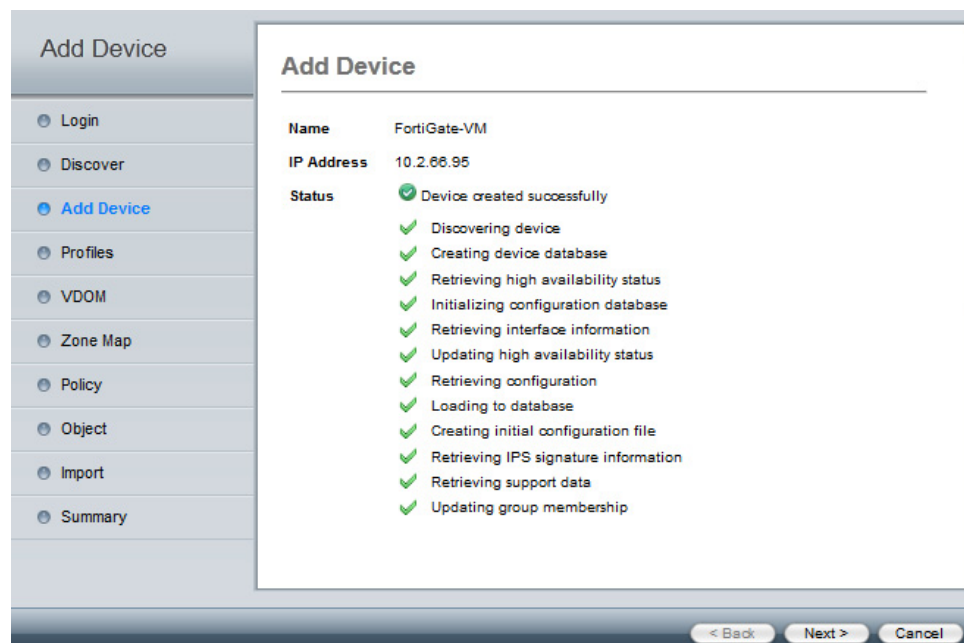 Add Device
Login
Discover
Add Device
Profiles
VDOM
Zone Map
Policy
Object
Import
Summary
Add Device
Name FortiGate-VM
IP Address 10.2.66.95
Status Device created successfully
Discovering device
Creating device database
Retrieving high availability status
Initializing configuration database
Retrieving interface information
Updating high availability status
Retrieving configuration
Loading to database
Creating initial configuration file
Retrieving IPS signature information
Retrieving support data
Updating group membership
< Back Next > Cancel